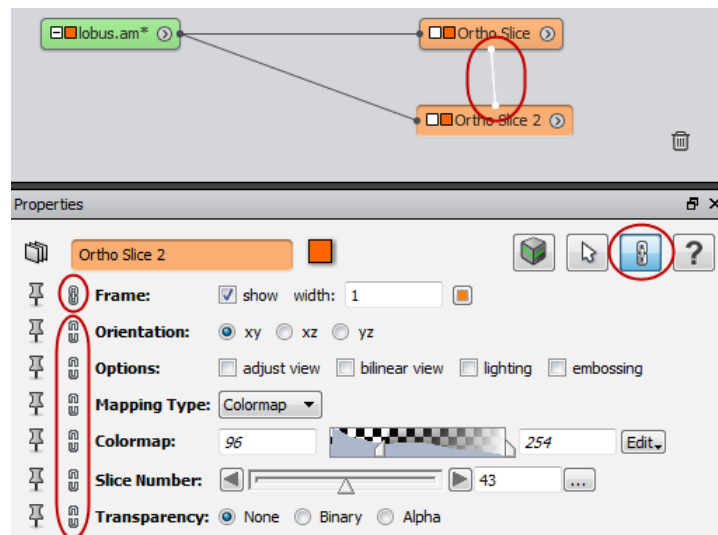 lobus.am*
Ortho Slice
Ortho Slice 2
Properties
Ortho Slice 2
?
Frame: show width: 1
Orientation: xy xz yz
Options: adjust view bilinear view lighting embossing
Mapping Type: Colormap
Colormap: 96 254 Edit
Slice Number: 43 ...
Transparency: None Binary Alpha